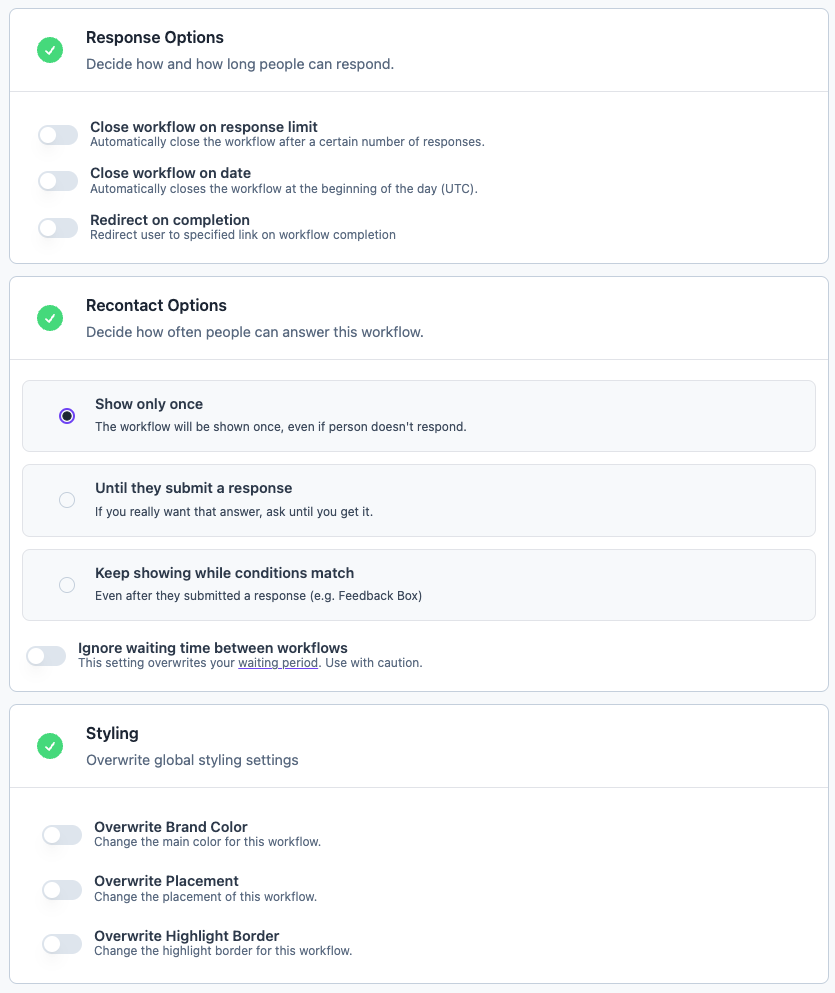 Response Options
Decide how and how long people can respond.
Close workflow on response limit
Automatically close the workflow after a certain number of responses.
Close workflow on date
Automatically closes the workflow at the beginning of the day (UTC).
Redirect on completion
Redirect user to specified link on workflow completion
Recontact Options
Decide how often people can answer this workflow.
Show only once
The workflow will be shown once, even if person doesn't respond.
Until they submit a response
If you really want that answer, ask until you get it.
Keep showing while conditions match
Even after they submitted a response (e.g. Feedback Box)
Ignore waiting time between workflows
This setting overwrites your waiting period. Use with caution.
Styling
Overwrite global styling settings
Overwrite Brand Color
Change the main color for this workflow.
Overwrite Placement
Change the placement of this workflow.
Overwrite Highlight Border
Change the highlight border for this workflow.